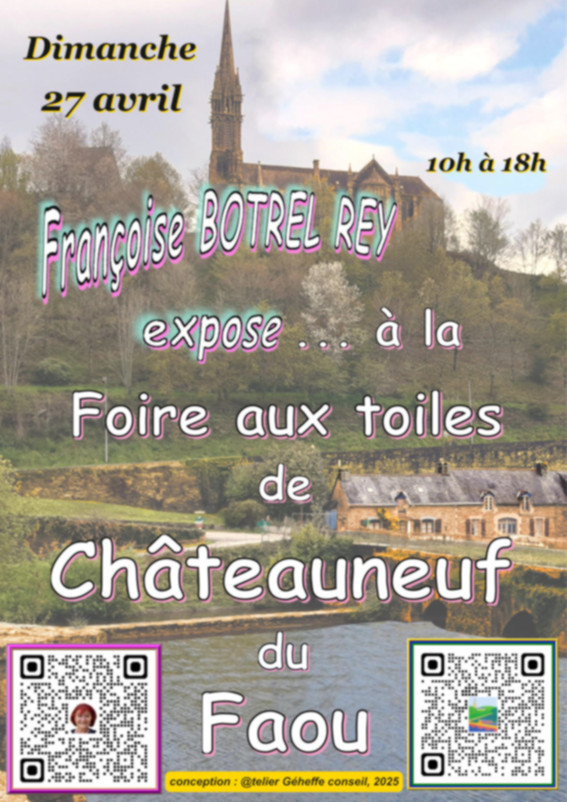 Dimanche
27 avril
10h à 18h
Françoise BOTREL REY
expose ... à la
Foire aux toiles
de
Châteauneuf
du
Faou
conception : @telier Géheffe conseil, 2025